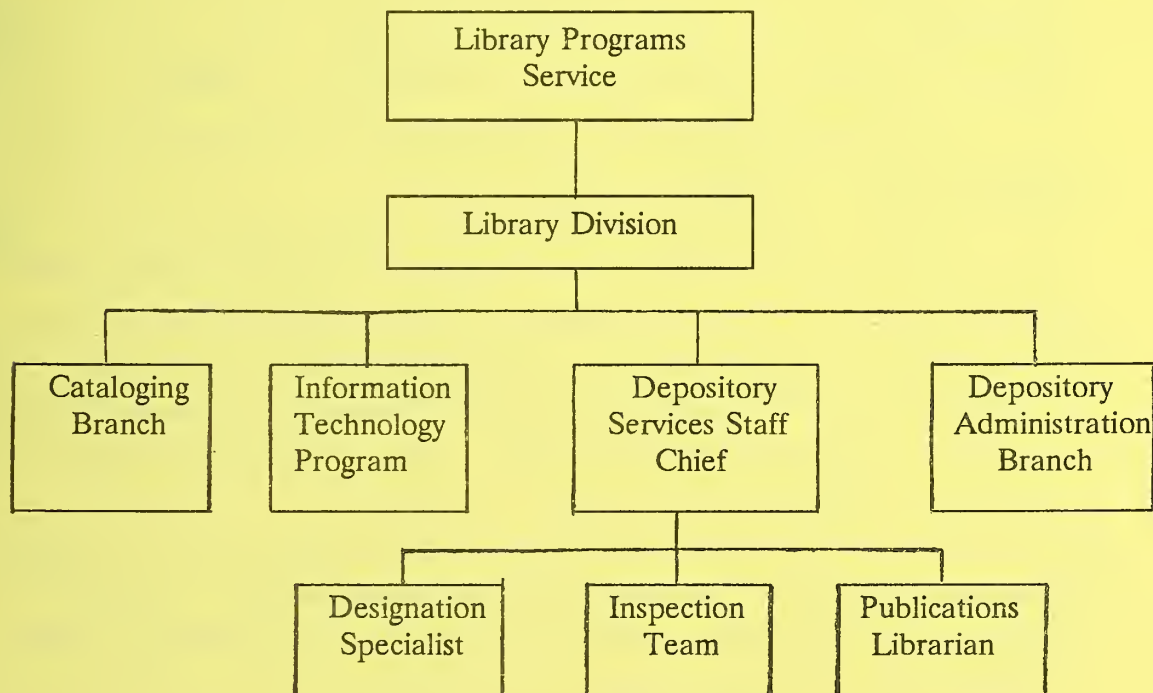 Library Programs
Service
Library Division
Cataloging
Branch
Information
Technology
Program
Depository
Services Staff
Chief
Depository
Administration
Branch
Designation
Specialist
Inspection
Team
Publications
Librarian